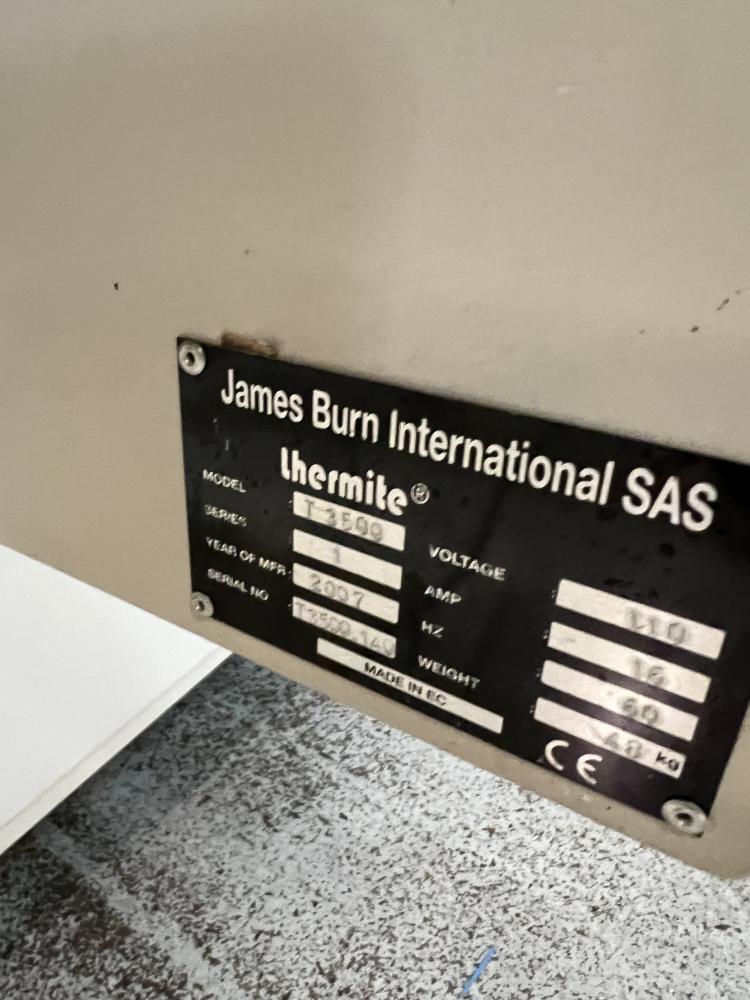 James Burn International SAS
thermite®
MODEL : T 3500
SERIES : 1
YEAR OF MFR : 2007
SERIAL NO
VOLTAGE : 110
AMP : 16
HZ : 60
WEIGHT : 48 kg
MADE IN EC
CE